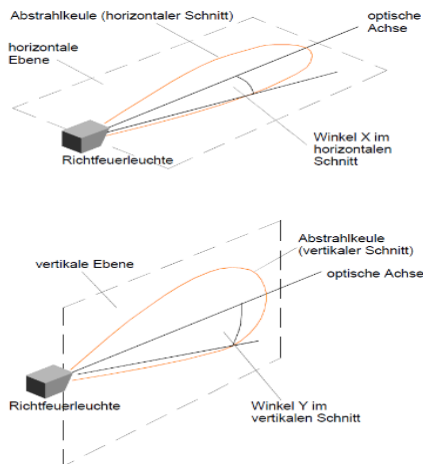 Abstrahlkeule (horizontaler Schnitt)
optische
Achse
horizontale
Ebene
Winkel X im
horizontalen
Schnitt
Richtfeuerleuchte
vertikale Ebene
Abstrahlkeule
(vertikaler Schnitt)
optische Achse
Richtfeuerleuchte
Winkel Y im
vertikalen Schnitt